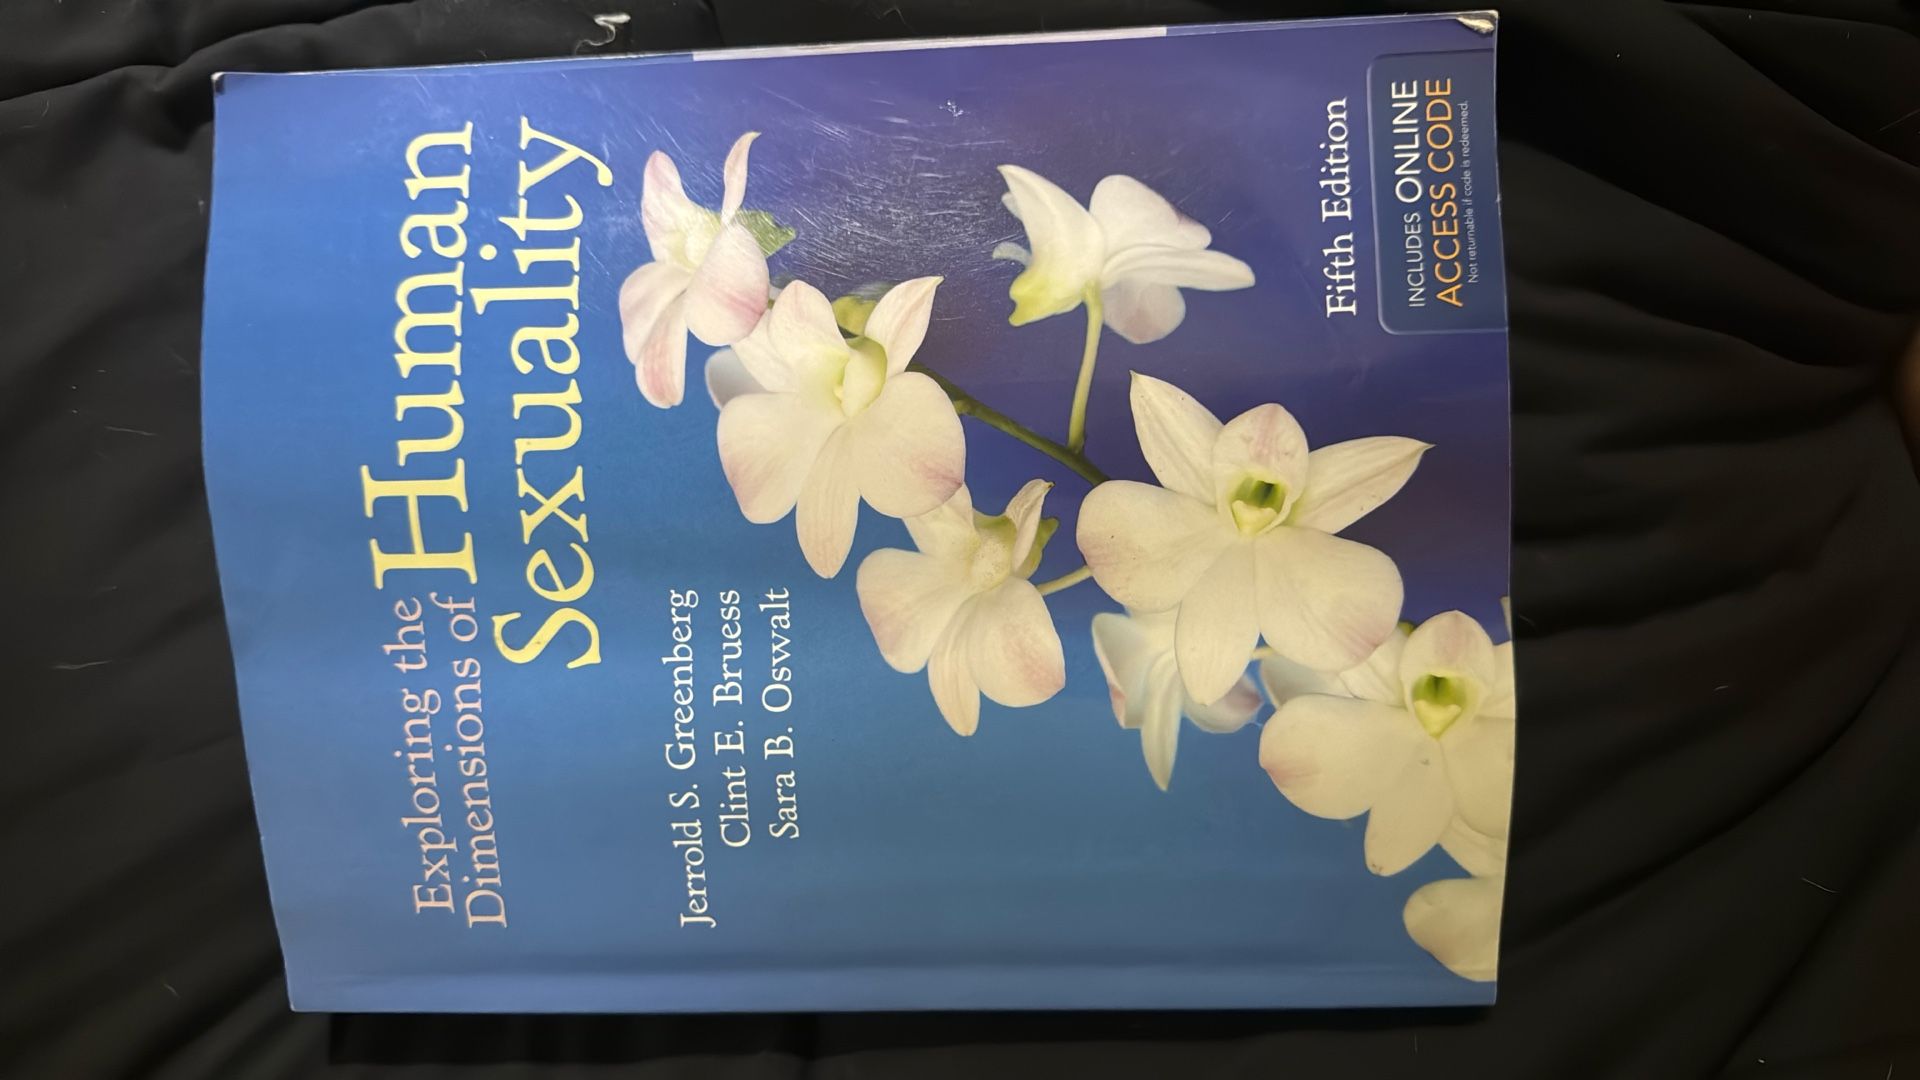 Exploring the
Dimensions of
Human
Sexuality
Jerrold S. Greenberg
Clint E. Bruess
Sara B. Oswalt
Fifth Edition
INCLUDES ONLINE
ACCESS CODE
Not returnable if code is redeemed.